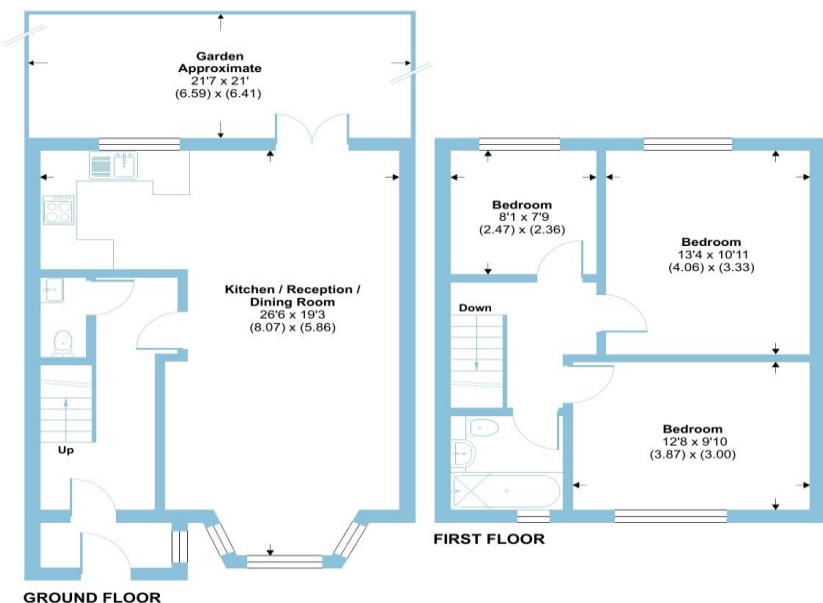 Garden
Approximate
21'7 x 21'
(6.59) x (6.41)
Kitchen / Reception /
Dining Room
26'6 x 19'3
(8.07) x (5.86)
Up
GROUND FLOOR
Bedroom
8'1 x 7'9
(2.47) x (2.36)
Bedroom
13'4 x 10'11
(4.06) x (3.33)
Down
Bedroom
12'8 x 9'10
(3.87) x (3.00)
FIRST FLOOR